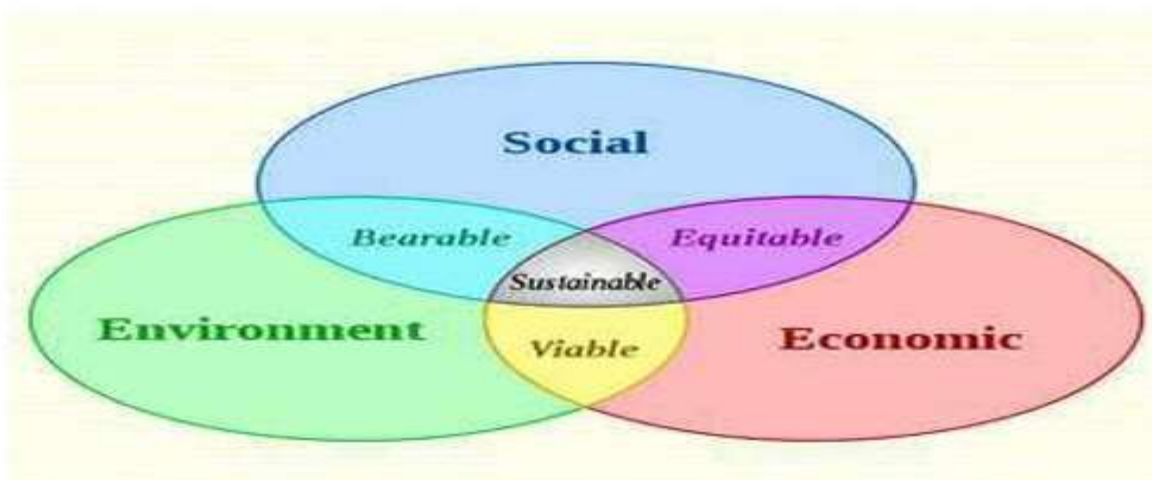 Social
Bearable
Equitable
Sustainable
Environment
Economic
Viable